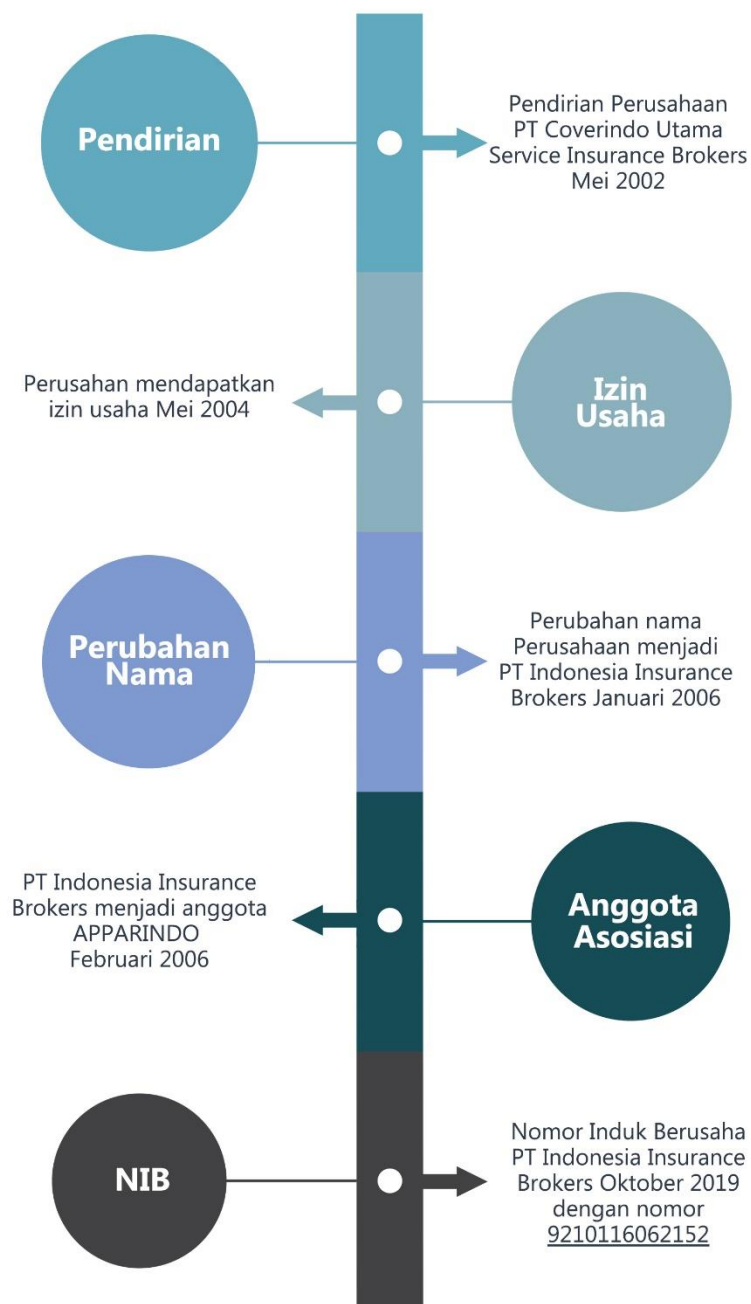 Pendirian
Pendirian Perusahaan
PT Coverindo Utama
Service Insurance Brokers
Mei 2002
Perusahan mendapatkan
izin usaha Mei 2004
Izin
Usaha
Perubahan
Nama
Perubahan nama
Perusahaan menjadi
PT Indonesia Insurance
Brokers Januari 2006
PT Indonesia Insurance
Brokers menjadi anggota
APPARINDO
Februari 2006
Anggota
Asosiasi
NIB
Nomor Induk Berusaha
PT Indonesia Insurance
Brokers Oktober 2019
dengan nomor
9210116062152